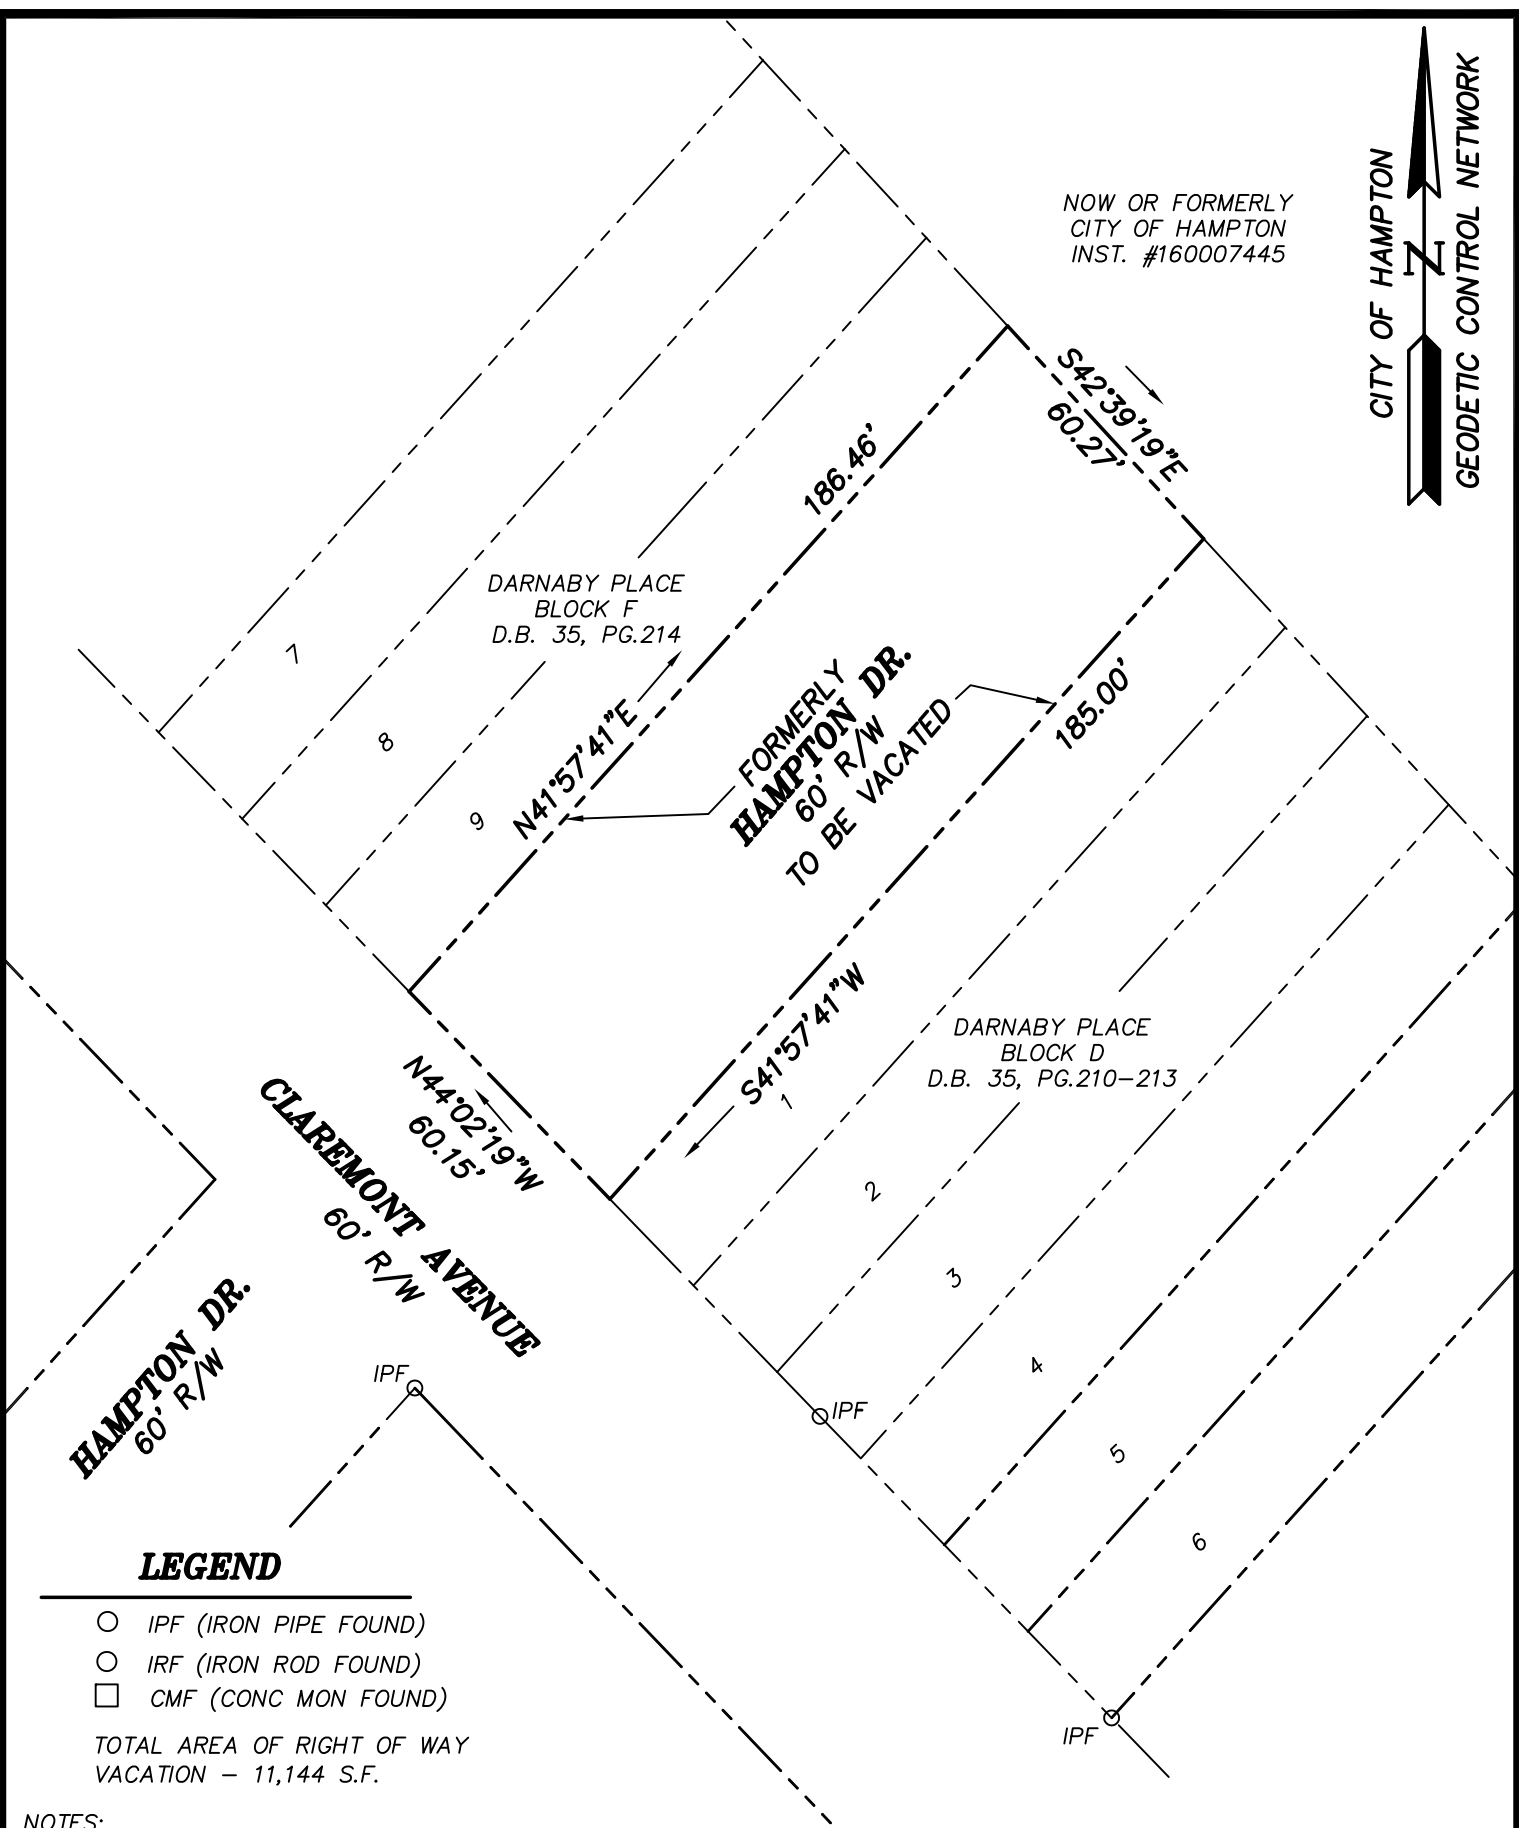 NOW OR FORMERLY
CITY OF HAMPTON
INST. #160007445
CITY OF HAMPTON
N
GEODETIC CONTROL NETWORK
S42°39'19"E
60.27'
186.46'
DARNABY PLACE
BLOCK F
D.B. 35, PG.214
7
8
9
N41°57'41"E
FORMERLY
HAMPTON DR.
60' R/W
TO BE VACATED
185.00'
S41°57'41"W
DARNABY PLACE
BLOCK D
D.B. 35, PG.210-213
1
2
3
4
5
6
N44°02'19"W
60.15'
CLAREMONT AVENUE
60' R/W
HAMPTON DR.
60' R/W
IPF
IPF
IPF
LEGEND
IPF (IRON PIPE FOUND)
IRF (IRON ROD FOUND)
CMF (CONC MON FOUND)
TOTAL AREA OF RIGHT OF WAY
VACATION - 11,144 S.F.
NOTES: